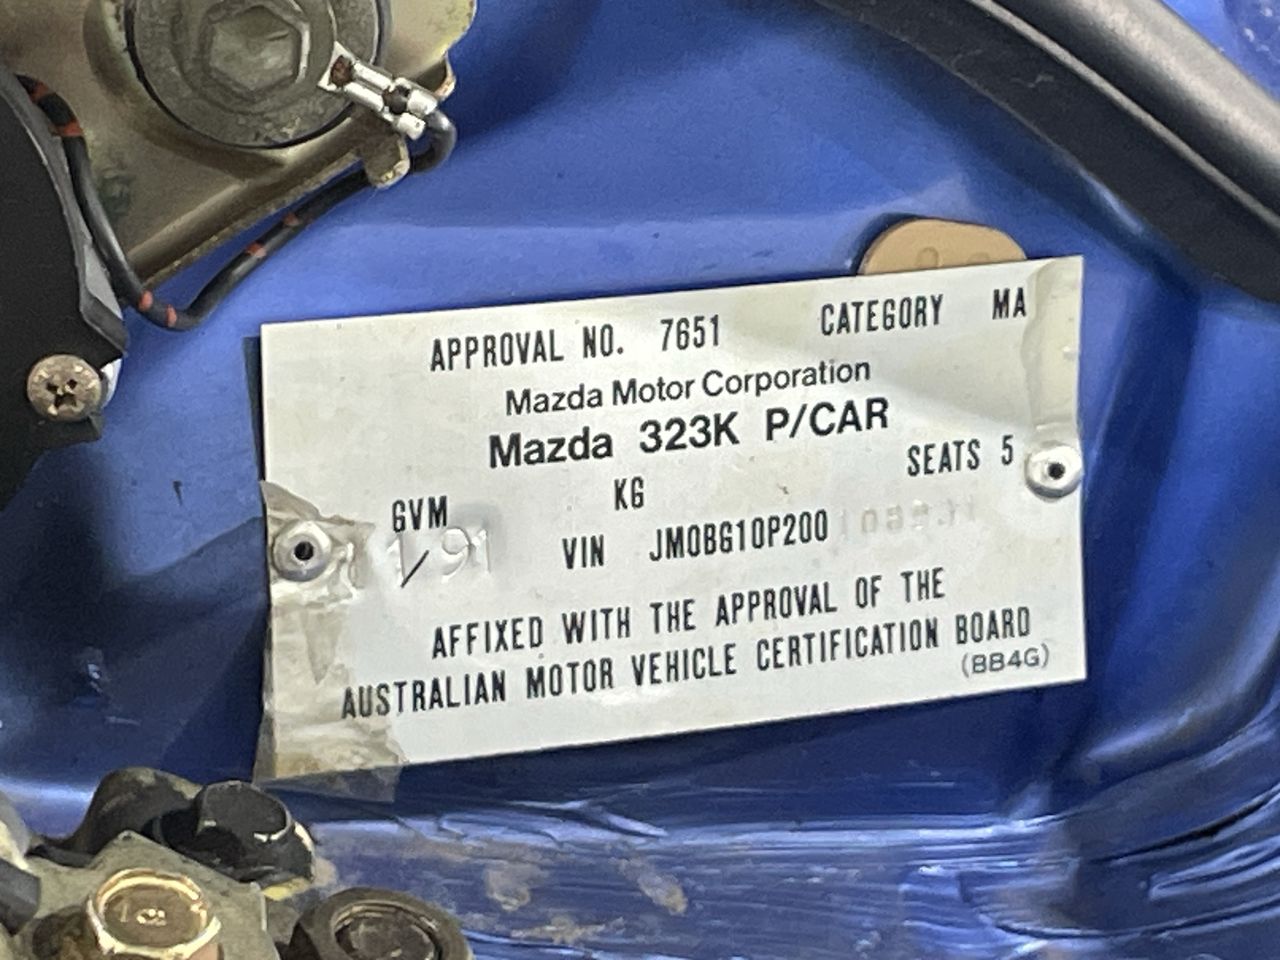 APPROVAL NO. 7651 CATEGORY MA
Mazda Motor Corporation
Mazda 323K P/CAR
SEATS 5
GVM KG
1/91 VIN JM0BG10P200
AFFIXED WITH THE APPROVAL OF THE
AUSTRALIAN MOTOR VEHICLE CERTIFICATION BOARD
(BB4G)